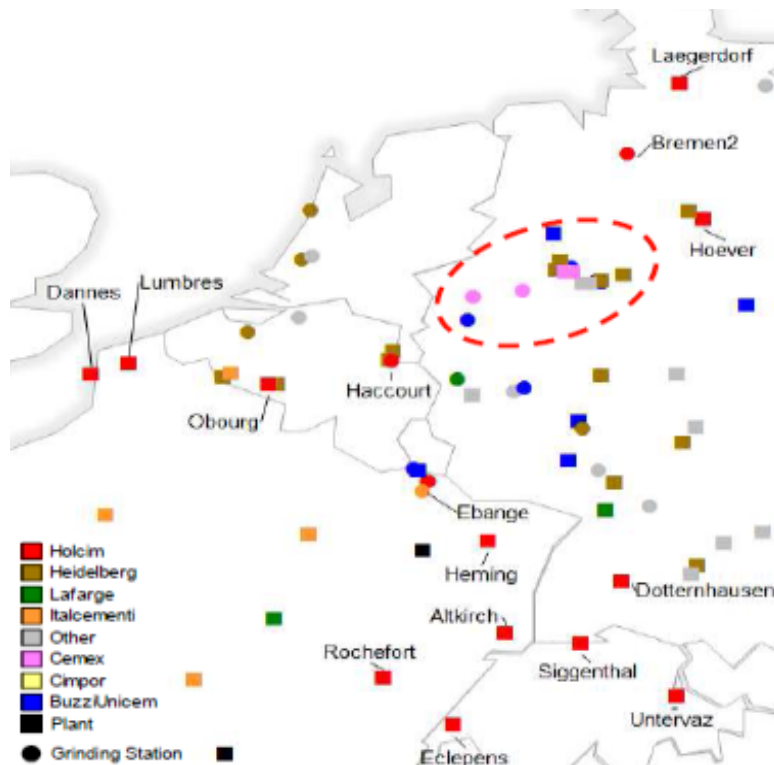 Laegerdorf
Bremen2
Hoever
Dannes
Lumbres
Haccourt
Obourg
Ebange
Heming
Dotternhausen
Altkirch
Rochefort
Siggenthal
Untervaz
Eclepens
Holcim
Heidelberg
Lafarge
Italcementi
Other
Cemex
Cimpor
BuzziUnicem
Plant
Grinding Station